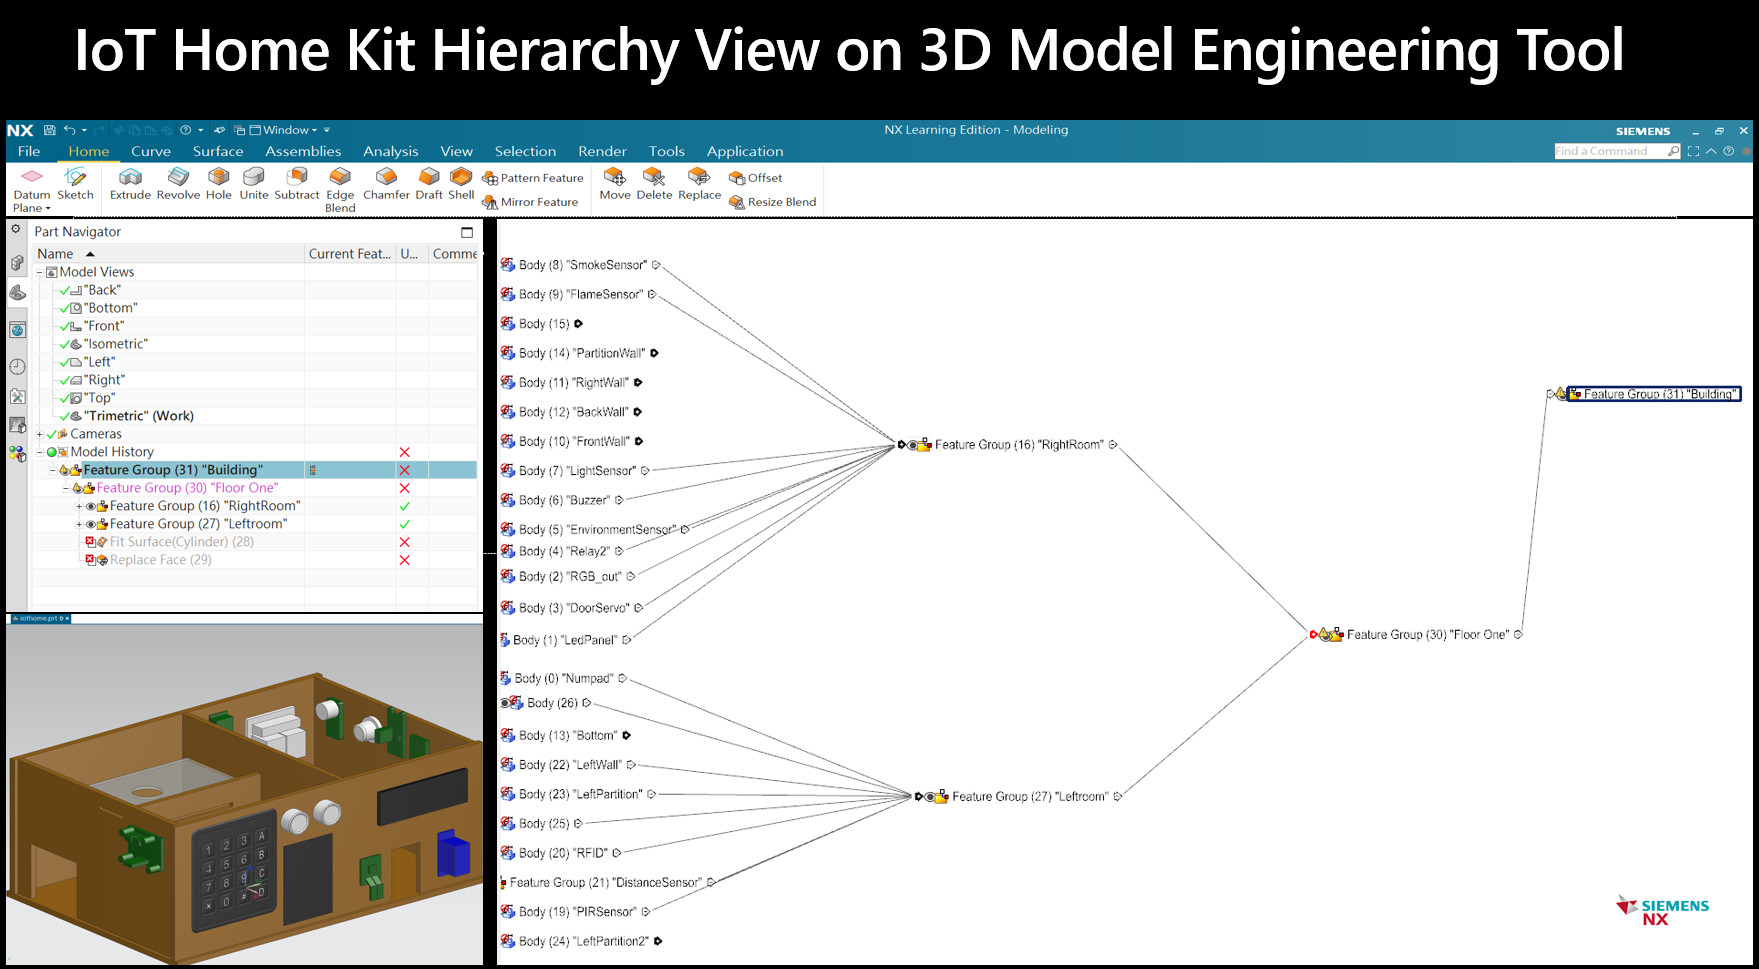 IoT Home Kit Hierarchy View on 3D Model Engineering Tool
NX Window NX Learning Edition - Modeling SIEMENS
File Home Curve Surface Assemblies Analysis View Selection Render Tools Application Find a Command
Datum Plane Sketch Extrude Revolve Hole Unite Subtract Edge Blend Chamfer Draft Shell Pattern Feature Mirror Feature Move Delete Replace Offset Resize Blend
Part Navigator
Name Current Feat... U... Comme
Model Views
"Back"
"Bottom"
"Front"
"Isometric"
"Left"
"Right"
"Top"
"Trimetric" (Work)
Cameras
Model History
Feature Group (31) "Building"
Feature Group (30) "Floor One"
Feature Group (16) "RightRoom"
Feature Group (27) "Leftroom"
Fit Surface(Cylinder) (28)
Replace Face (29)
iothome.prt
1 2 3 A
4 5 6 B
7 8 9 C
* 0 # D
Body (8) "SmokeSensor"
Body (9) "FlameSensor"
Body (15)
Body (14) "PartitionWall"
Body (11) "RightWall"
Body (12) "BackWall"
Body (10) "FrontWall"
Body (7) "LightSensor"
Body (6) "Buzzer"
Body (5) "EnvironmentSensor"
Body (4) "Relay2"
Body (2) "RGB_out"
Body (3) "DoorServo"
Body (1) "LedPanel"
Body (0) "Numpad"
Body (26)
Body (13) "Bottom"
Body (22) "LeftWall"
Body (23) "LeftPartition"
Body (25)
Body (20) "RFID"
Feature Group (21) "DistanceSensor"
Body (19) "PIRSensor"
Body (24) "LeftPartition2"
Feature Group (16) "RightRoom"
Feature Group (27) "Leftroom"
Feature Group (30) "Floor One"
Feature Group (31) "Building"
SIEMENS
NX